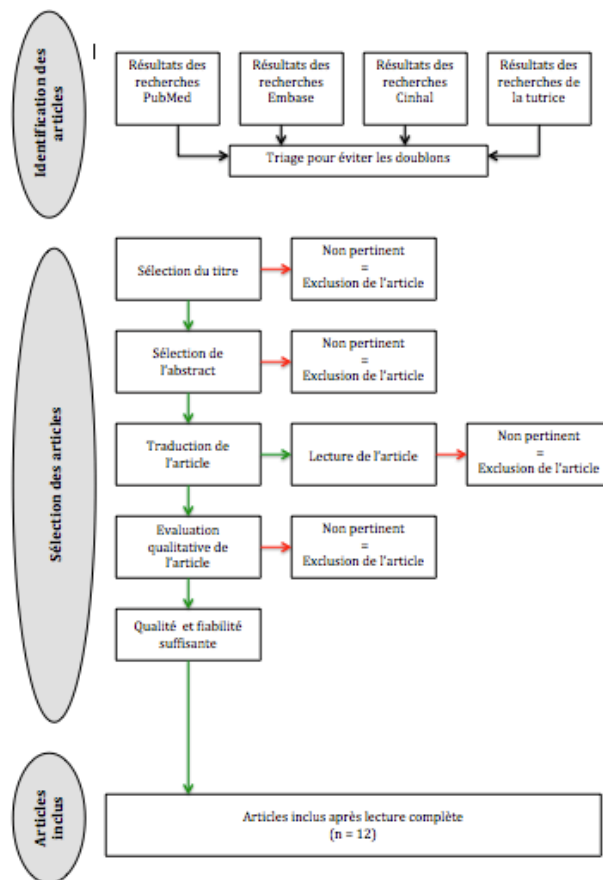 Identification des
articles
Résultats des
recherches
PubMed
Résultats des
recherches
Embase
Résultats des
recherches
Cinhal
Résultats des
recherches de
la tutrice
Triage pour éviter les doublons
Sélection des articles
Sélection du titre
Non pertinent
=
Exclusion de l'article
Sélection de
l'abstract
Non pertinent
=
Exclusion de l'article
Traduction de
l'article
Lecture de l'article
Non pertinent
=
Exclusion de l'article
Evaluation
qualitative de
l'article
Non pertinent
=
Exclusion de l'article
Qualité et fiabilité
suffisante
Articles
inclus
Articles inclus après lecture complète
(n = 12)